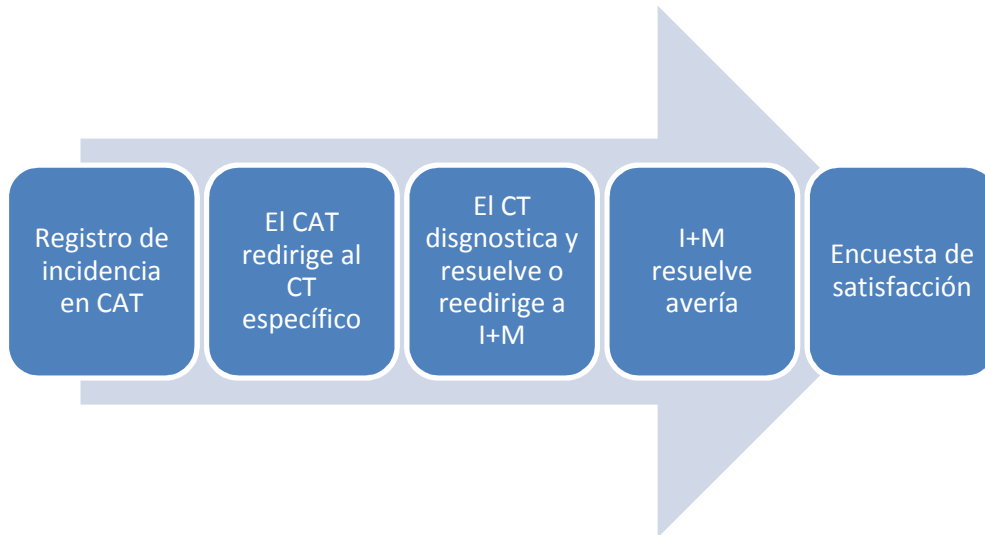 Registro de
incidencia
en CAT
El CAT
redirige al
CT
específico
El CT
disgnostica y
resuelve o
reedirige a
I+M
I+M
resuelve
avería
Encuesta de
satisfacción